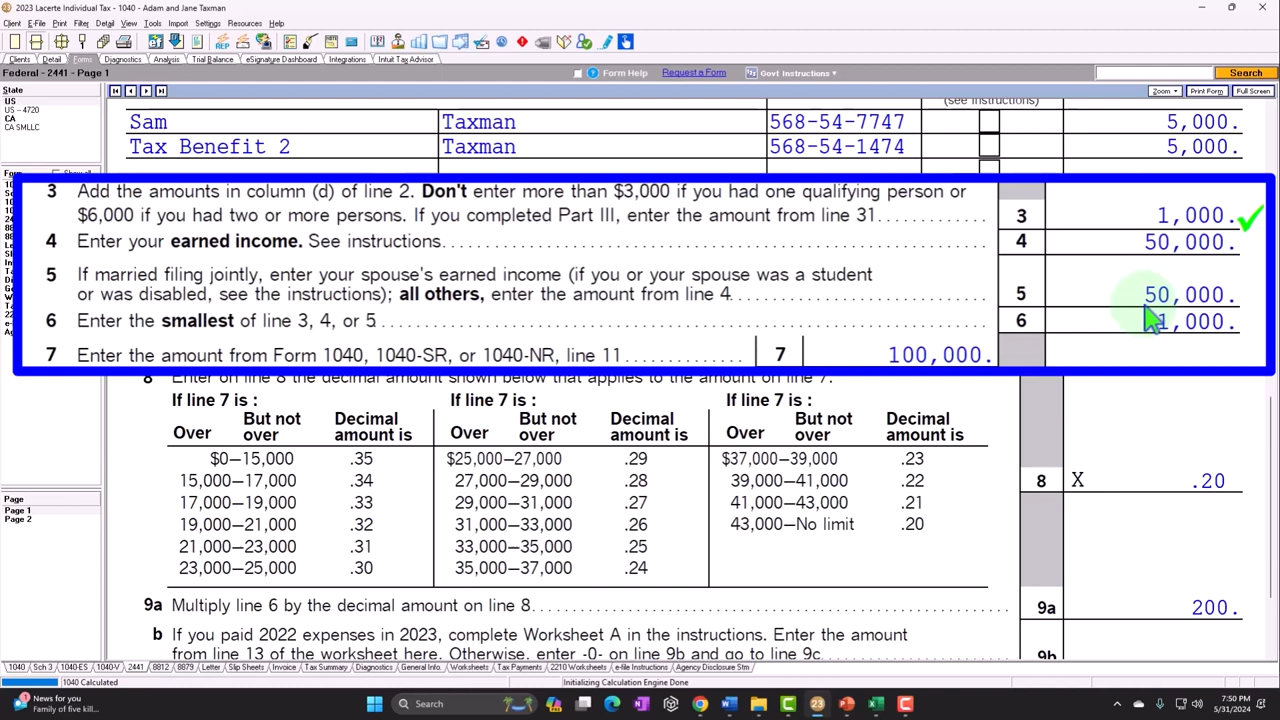 2023 Lacerte Individual Tax - 1040 - Adam and Jane Taxman
Client E-File Print Filter Detail View Tools Import Settings Resources Help
Clients Detail Forms Diagnostics Analysis Trial Balance eSignature Dashboard Integrations Intuit Tax Advisor
Federal - 2441 - Page 1
Form Help Request a Form Govt Instructions Search
State
Zoom Print Form Full Screen
US
US - 4720
CA
CA SMLLC
(see instructions)
Sam Taxman 568-54-7747 5,000.
Tax Benefit 2 Taxman 568-54-1474 5,000.
3 Add the amounts in column (d) of line 2. Don't enter more than $3,000 if you had one qualifying person or
$6,000 if you had two or more persons. If you completed Part III, enter the amount from line 31 3 1,000.
4 Enter your earned income. See instructions 4 50,000.
5 If married filing jointly, enter your spouse's earned income (if you or your spouse was a student
or was disabled, see the instructions); all others, enter the amount from line 4 5 50,000.
6 Enter the smallest of line 3, 4, or 5 6 1,000.
7 Enter the amount from Form 1040, 1040-SR, or 1040-NR, line 11 7 100,000.
8 Enter on line 8 the decimal amount shown below that applies to the amount on line 7.
If line 7 is : If line 7 is : If line 7 is :
Over But not over Decimal amount is Over But not over Decimal amount is Over But not over Decimal amount is
$0—15,000 .35 $25,000—27,000 .29 $37,000—39,000 .23
15,000—17,000 .34 27,000—29,000 .28 39,000—41,000 .22 8 X .20
17,000—19,000 .33 29,000—31,000 .27 41,000—43,000 .21
19,000—21,000 .32 31,000—33,000 .26 43,000—No limit .20
21,000—23,000 .31 33,000—35,000 .25
23,000—25,000 .30 35,000—37,000 .24
9a Multiply line 6 by the decimal amount on line 8 9a 200.
b If you paid 2022 expenses in 2023, complete Worksheet A in the instructions. Enter the amount
from line 13 of the worksheet here. Otherwise, enter -0- on line 9b and go to line 9c 9b
Page
Page 1
Page 2
1040 Sch 3 1040-ES 1040-V 2441 8812 8879 Letter Slip Sheets Invoice Tax Summary Diagnostics General Info. Worksheets Tax Payments 2210 Worksheets e-file Instructions Agency Disclosure Stm
1040 Calculated Initializing Calculation Engine Done
News for you
Family of five kill...
Search
7:50 PM
5/31/2024